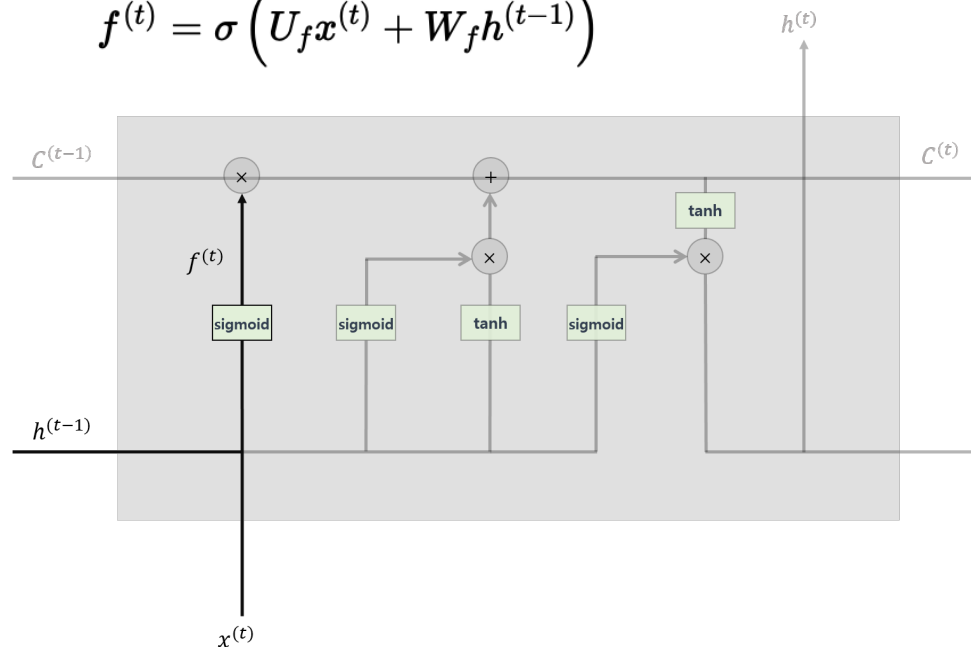 f^{(t)} = σ(U_f x^{(t)} + W_f h^{(t-1)})
h^{(t)}
C^{(t-1)}
C^{(t)}
× +
tanh
f^{(t)}
× ×
sigmoid sigmoid tanh sigmoid
h^{(t-1)}
x^{(t)}